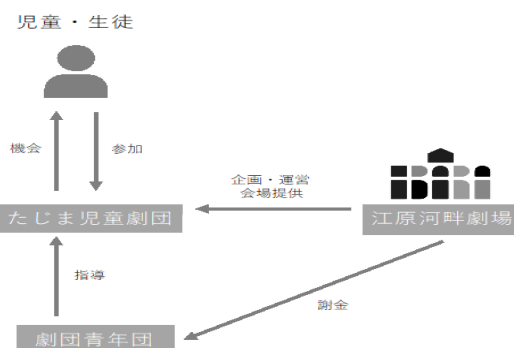 児童・生徒
機会
参加
企画・運営
会場提供
EBARA
たじま児童劇団
江原河畔劇場
指導
謝金
劇団青年団